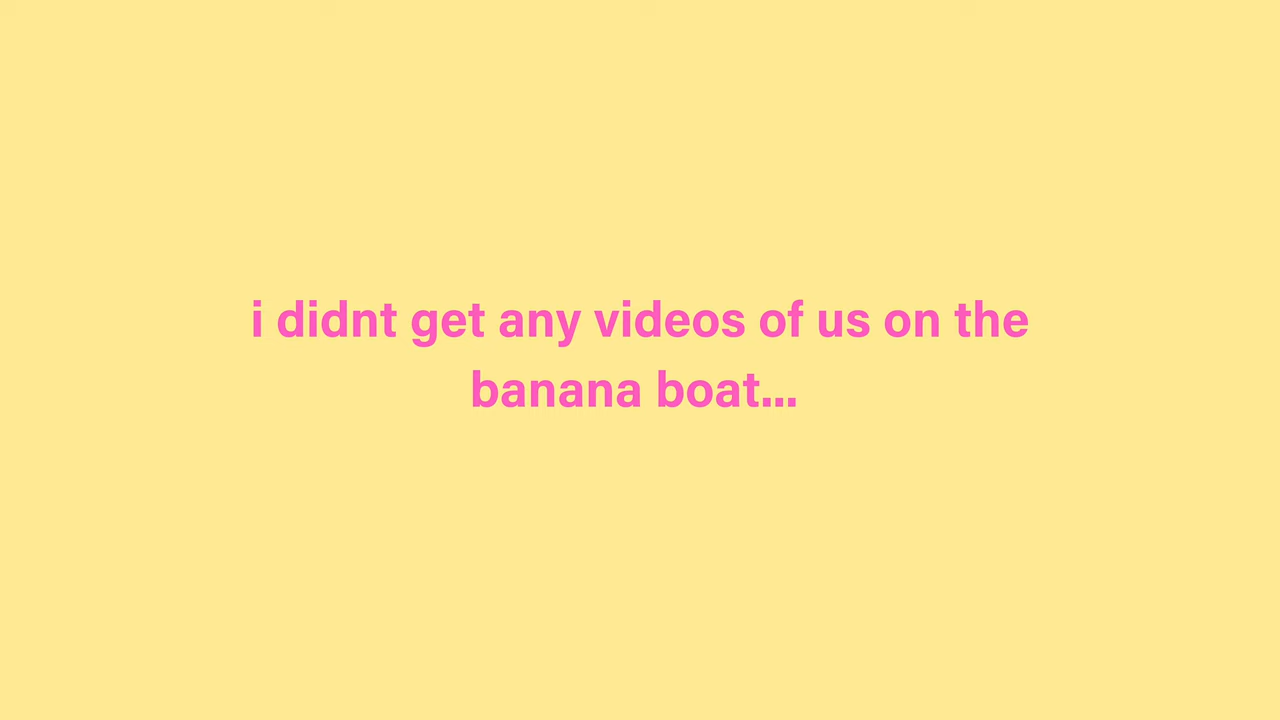 i didnt get any videos of us on the
banana boat...